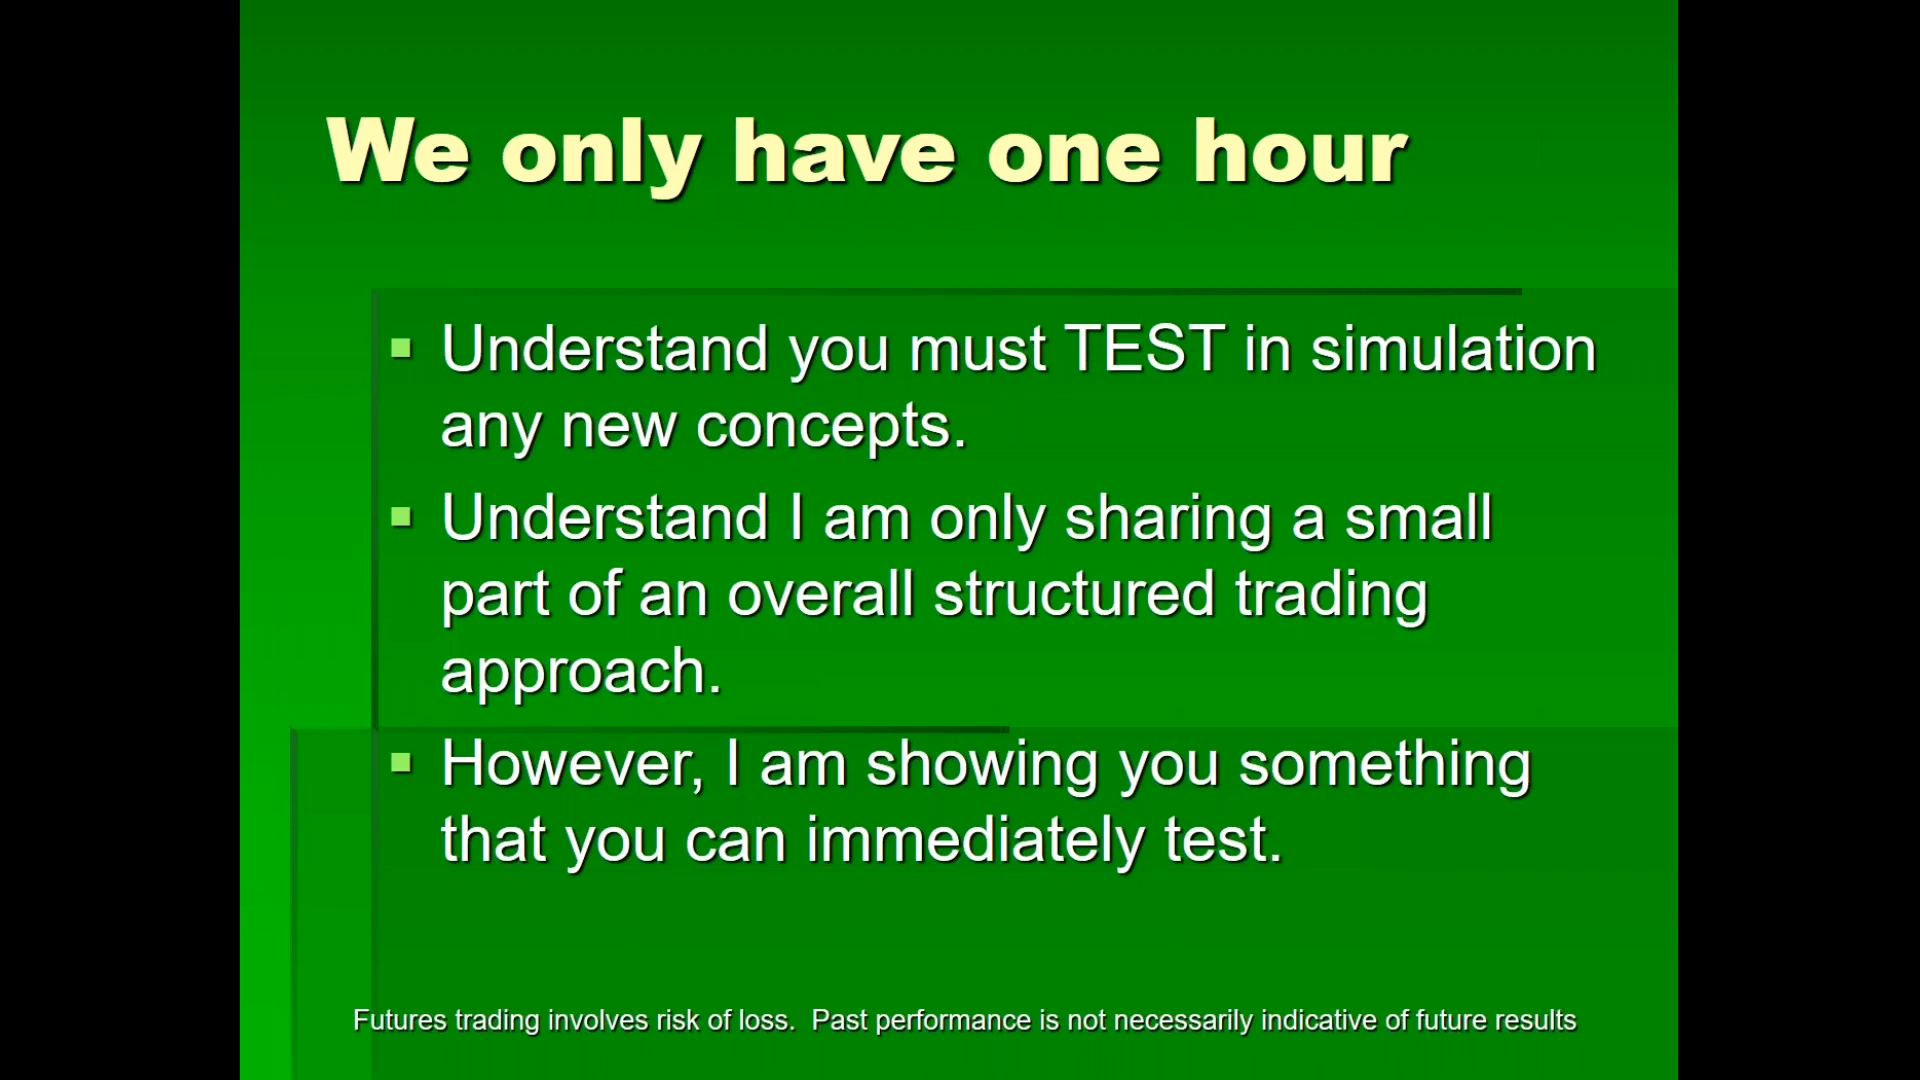 We only have one hour
Understand you must TEST in simulation
any new concepts.
Understand I am only sharing a small
part of an overall structured trading
approach.
However, I am showing you something
that you can immediately test.
Futures trading involves risk of loss.  Past performance is not necessarily indicative of future results